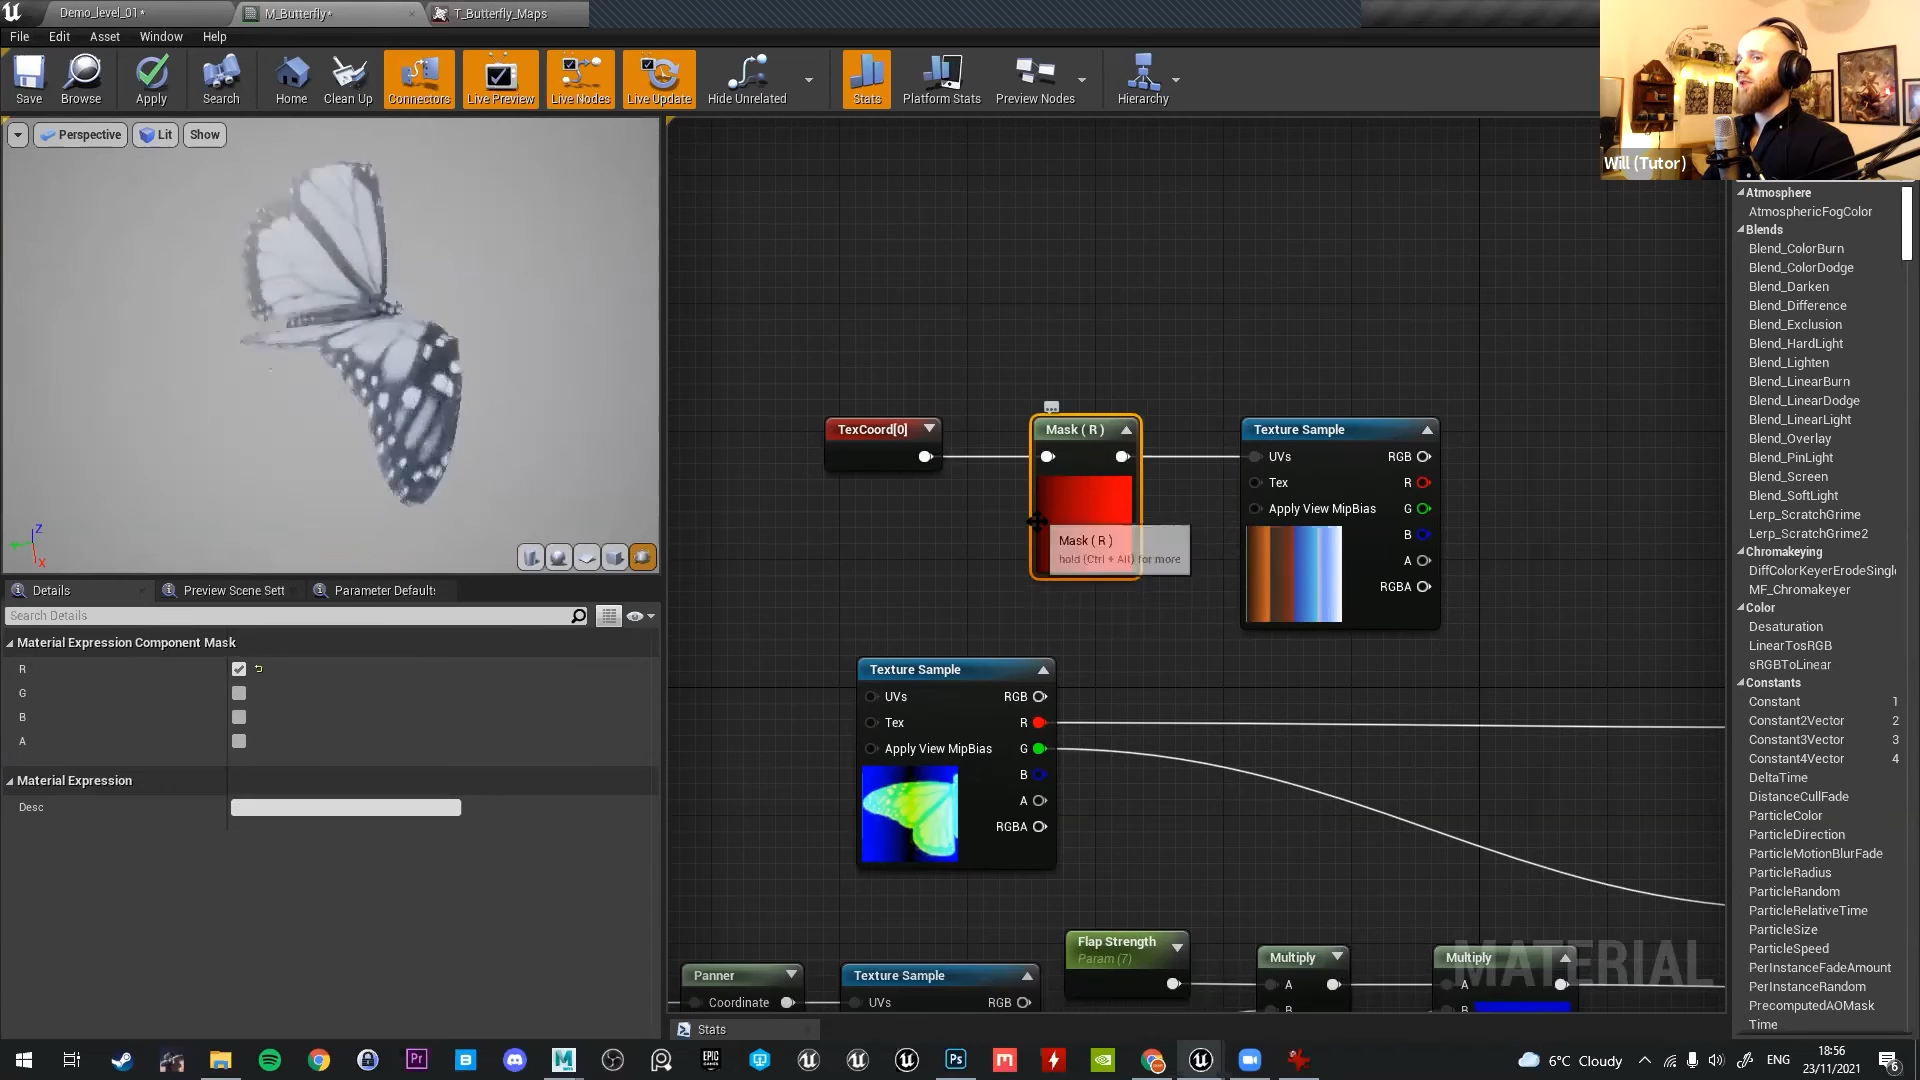 Demo_level_01*
M_Butterfly*
T_Butterfly_Maps
File Edit Asset Window Help
Save
Browse
Apply
Search
Home
Clean Up
Connectors
Live Preview
Live Nodes
Live Update
Hide Unrelated
Stats
Platform Stats
Preview Nodes
Hierarchy
Will (Tutor)
Perspective
Lit
Show
Z
X
Details
Preview Scene Sett
Parameter Defaults
Search Details
Material Expression Component Mask
R
G
B
A
Material Expression
Desc
TexCoord[0]
Mask ( R )
Texture Sample
UVs RGB
Tex R
Apply View MipBias G
B
A
RGBA
Mask ( R )
hold (Ctrl + Alt) for more
Texture Sample
UVs RGB
Tex R
Apply View MipBias G
B
A
RGBA
Panner
Coordinate
Texture Sample
UVs RGB
Flap Strength
Param (7)
Multiply
A
B
Multiply
A
B
MATERIAL
Stats
Atmosphere
AtmosphericFogColor
Blends
Blend_ColorBurn
Blend_ColorDodge
Blend_Darken
Blend_Difference
Blend_Exclusion
Blend_HardLight
Blend_Lighten
Blend_LinearBurn
Blend_LinearDodge
Blend_LinearLight
Blend_Overlay
Blend_PinLight
Blend_Screen
Blend_SoftLight
Lerp_ScratchGrime
Lerp_ScratchGrime2
Chromakeying
DiffColorKeyerErodeSingle
MF_Chromakeyer
Color
Desaturation
LinearTosRGB
sRGBToLinear
Constants
Constant 1
Constant2Vector 2
Constant3Vector 3
Constant4Vector 4
DeltaTime
DistanceCullFade
ParticleColor
ParticleDirection
ParticleMotionBlurFade
ParticleRadius
ParticleRandom
ParticleRelativeTime
ParticleSize
ParticleSpeed
PerInstanceFadeAmount
PerInstanceRandom
PrecomputedAOMask
Time
6°C Cloudy
ENG
18:56
23/11/2021
6